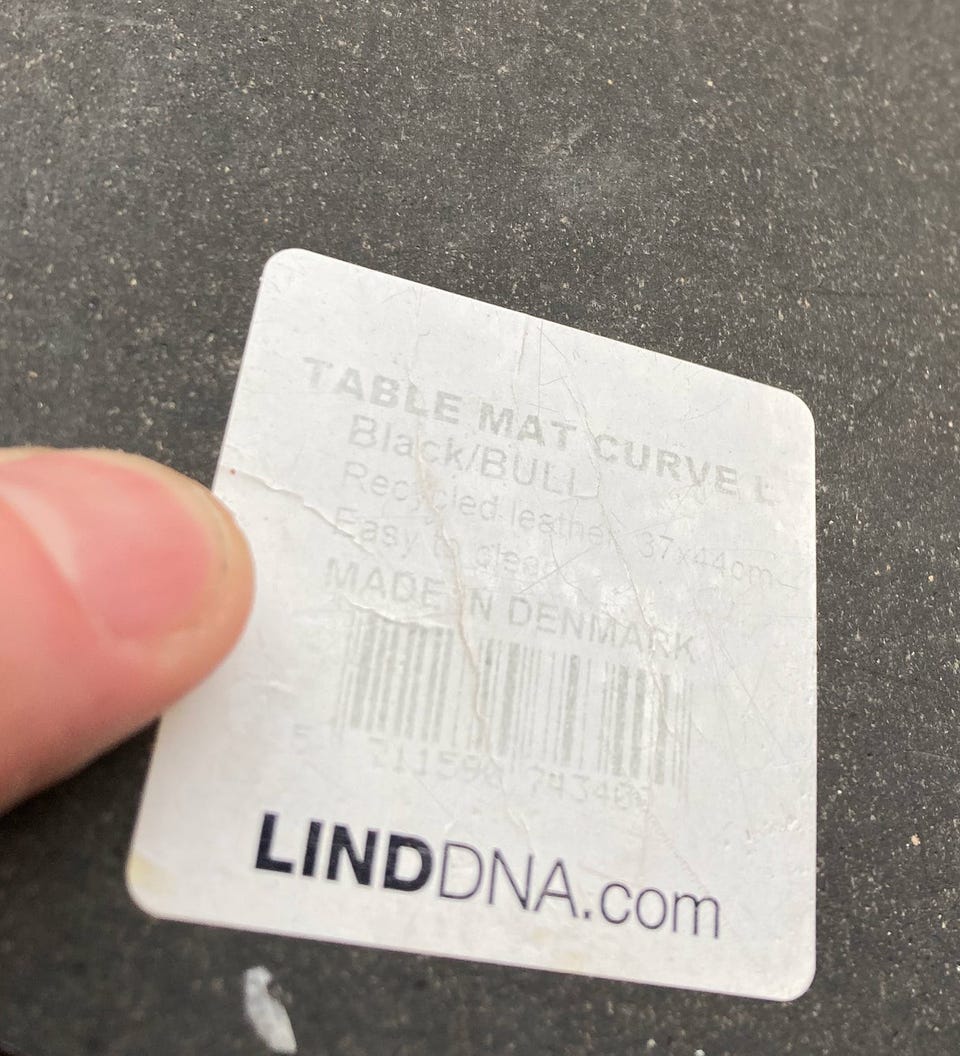 TABLE MAT CURVE L
Black/BULL
Recycled leather 37x44cm
Easy to clean
MADE IN DENMARK
LINDDNA.com